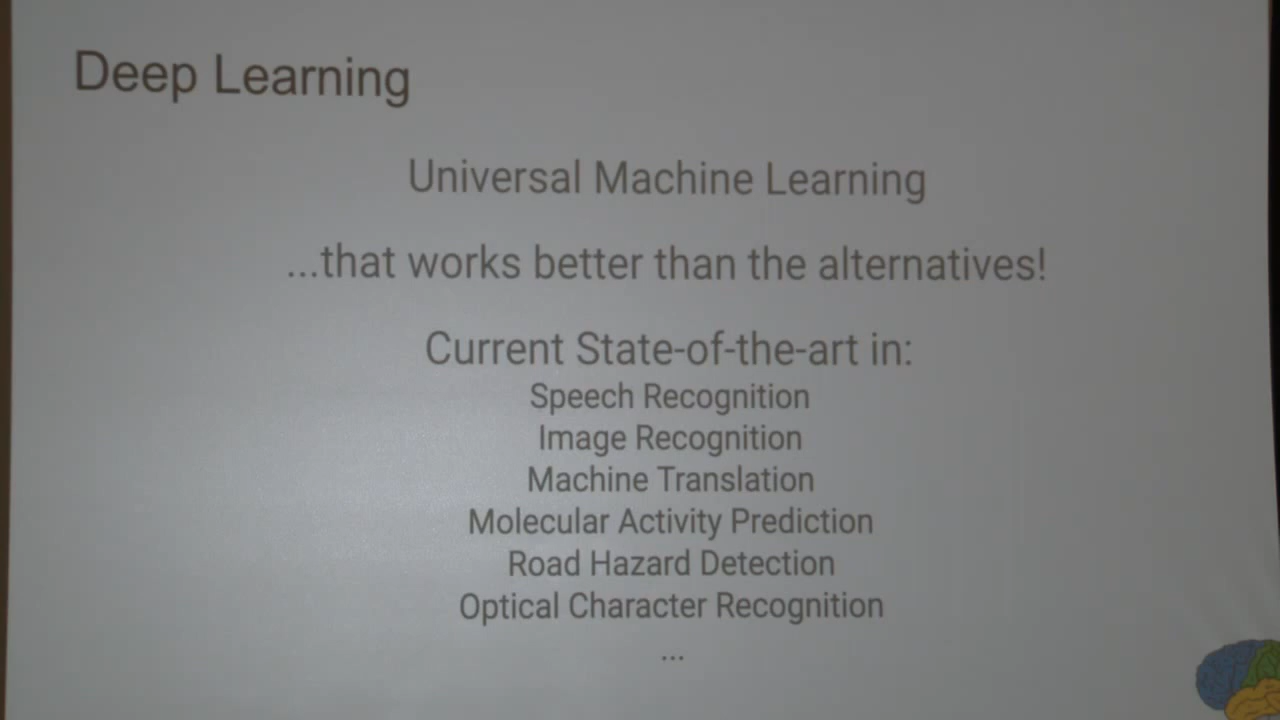 Deep Learning
Universal Machine Learning
...that works better than the alternatives!
Current State-of-the-art in:
Speech Recognition
Image Recognition
Machine Translation
Molecular Activity Prediction
Road Hazard Detection
Optical Character Recognition
...